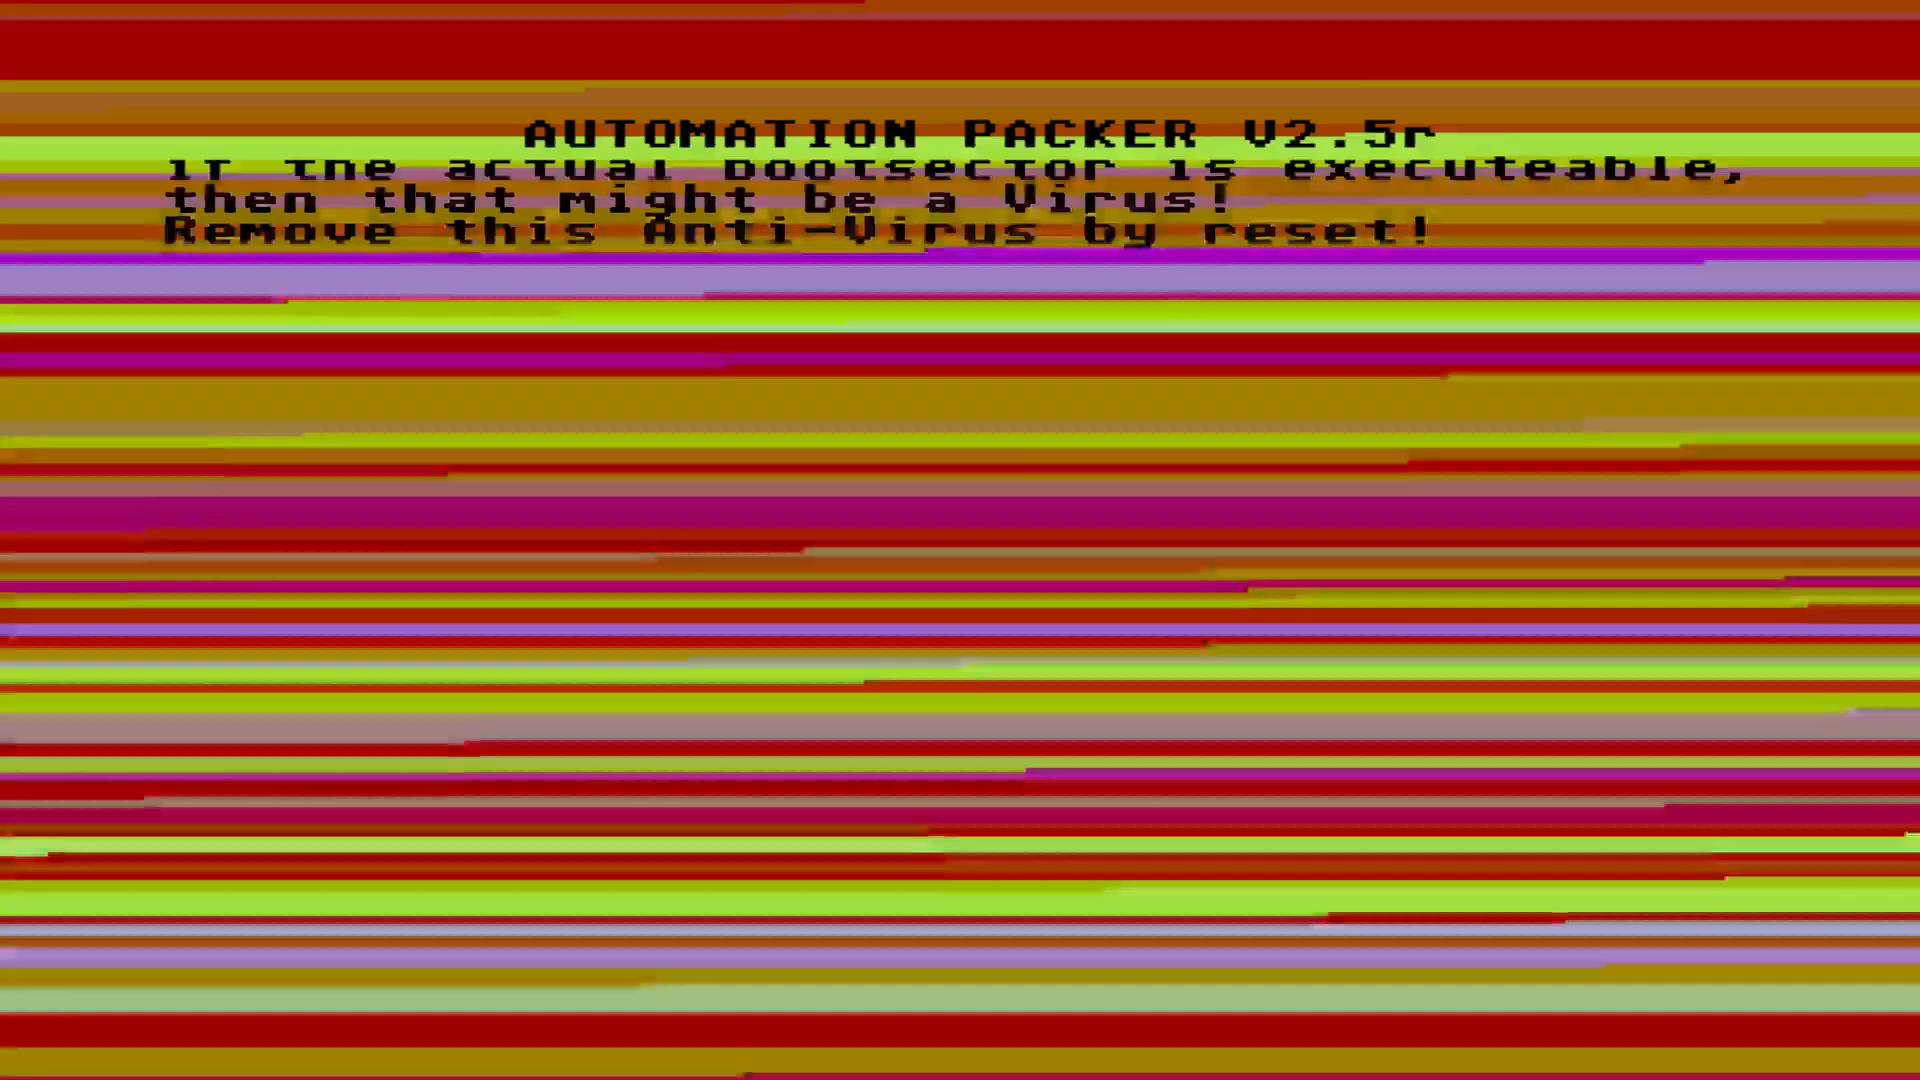 AUTOMATION PACKER V2.5r
if the actual bootsector is executeable,
then that might be a Virus!
Remove this Anti-Virus by reset!